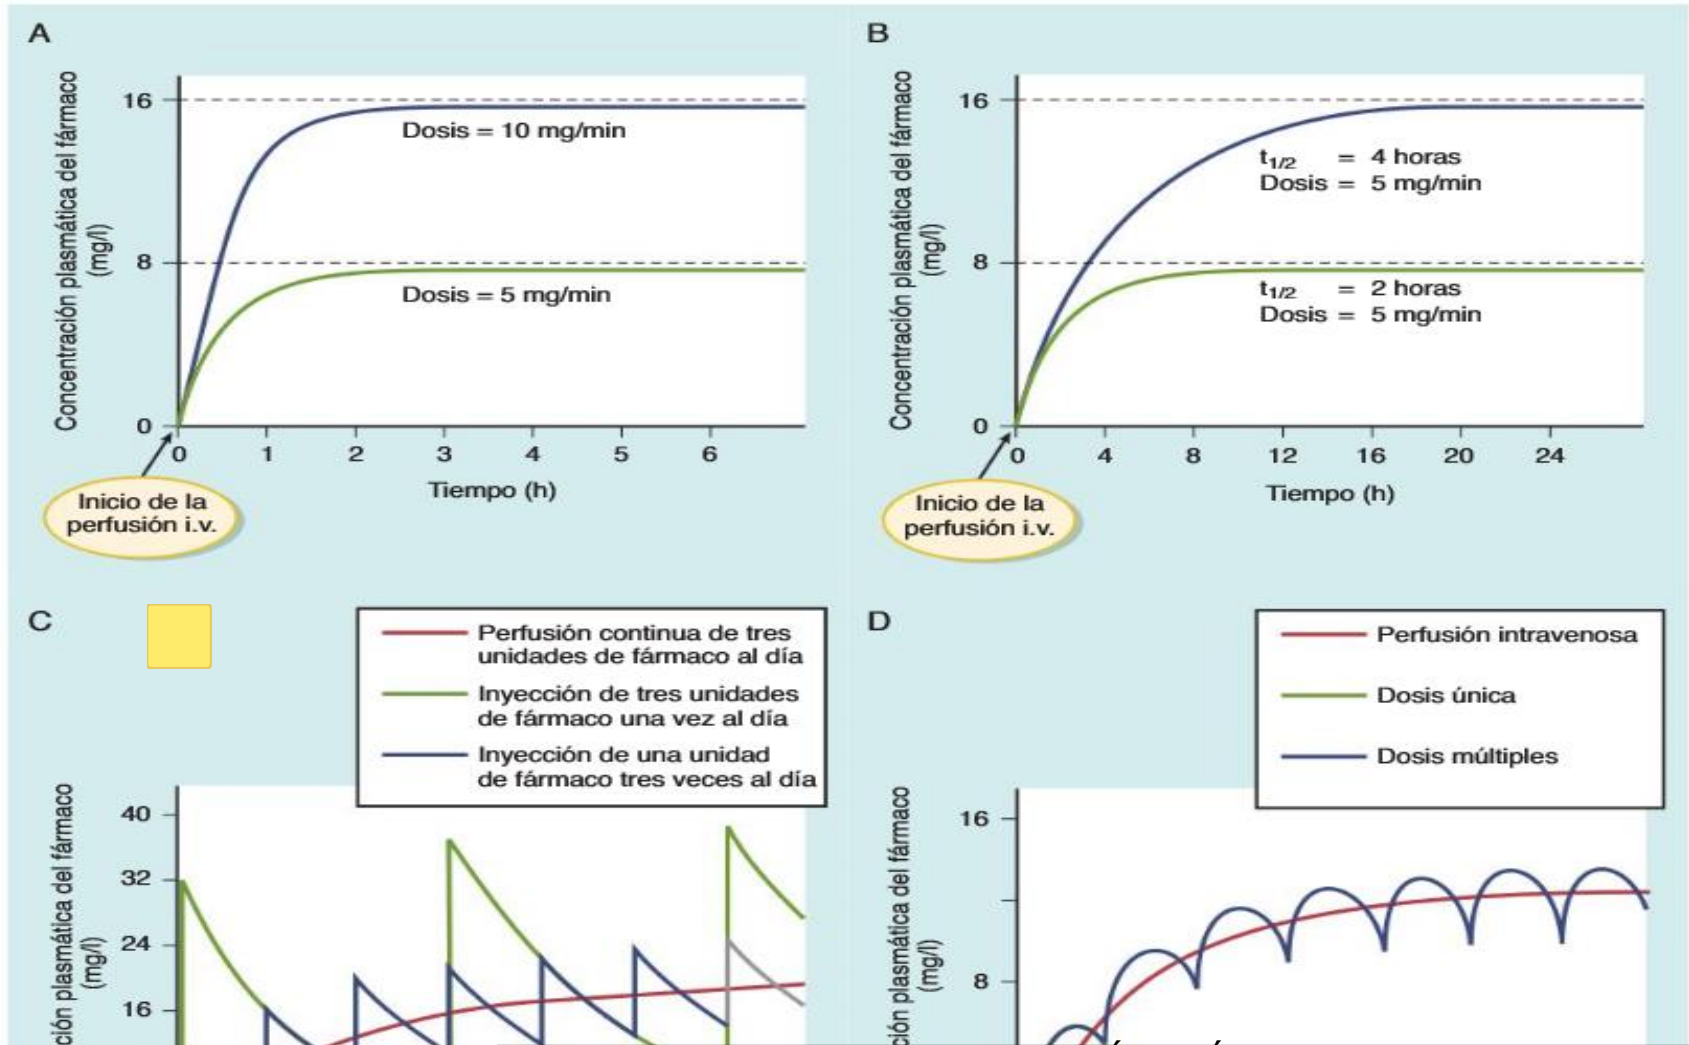 A
Concentración plasmática del fármaco
(mg/l)
16
8
0
Dosis = 10 mg/min
Dosis = 5 mg/min
0 1 2 3 4 5 6
Tiempo (h)
Inicio de la
perfusión i.v.
B
Concentración plasmática del fármaco
(mg/l)
16
8
0
t1/2 = 4 horas
Dosis = 5 mg/min
t1/2 = 2 horas
Dosis = 5 mg/min
0 4 8 12 16 20 24
Tiempo (h)
Inicio de la
perfusión i.v.
C
Perfusión continua de tres
unidades de fármaco al día
Inyección de tres unidades
de fármaco una vez al día
Inyección de una unidad
de fármaco tres veces al día
ción plasmática del fármaco
(mg/l)
40
32
24
16
D
Perfusión intravenosa
Dosis única
Dosis múltiples
ción plasmática del fármaco
(mg/l)
16
8